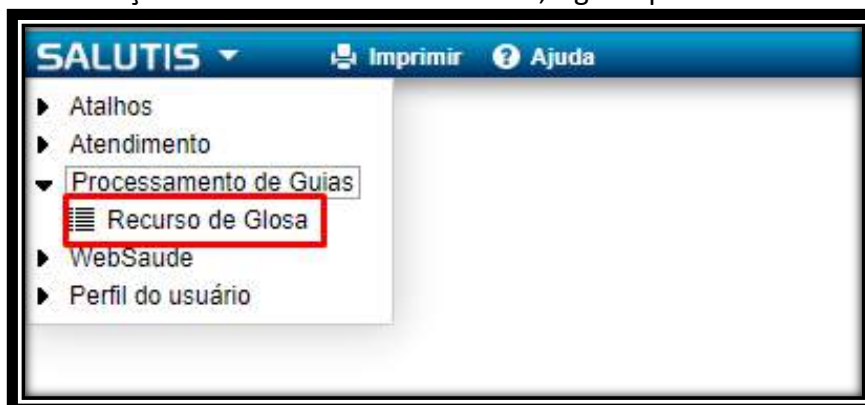 SALUTIS Imprimir Ajuda
Atalhos
Atendimento
Processamento de Guias
Recurso de Glosa
WebSaude
Perfil do usuário